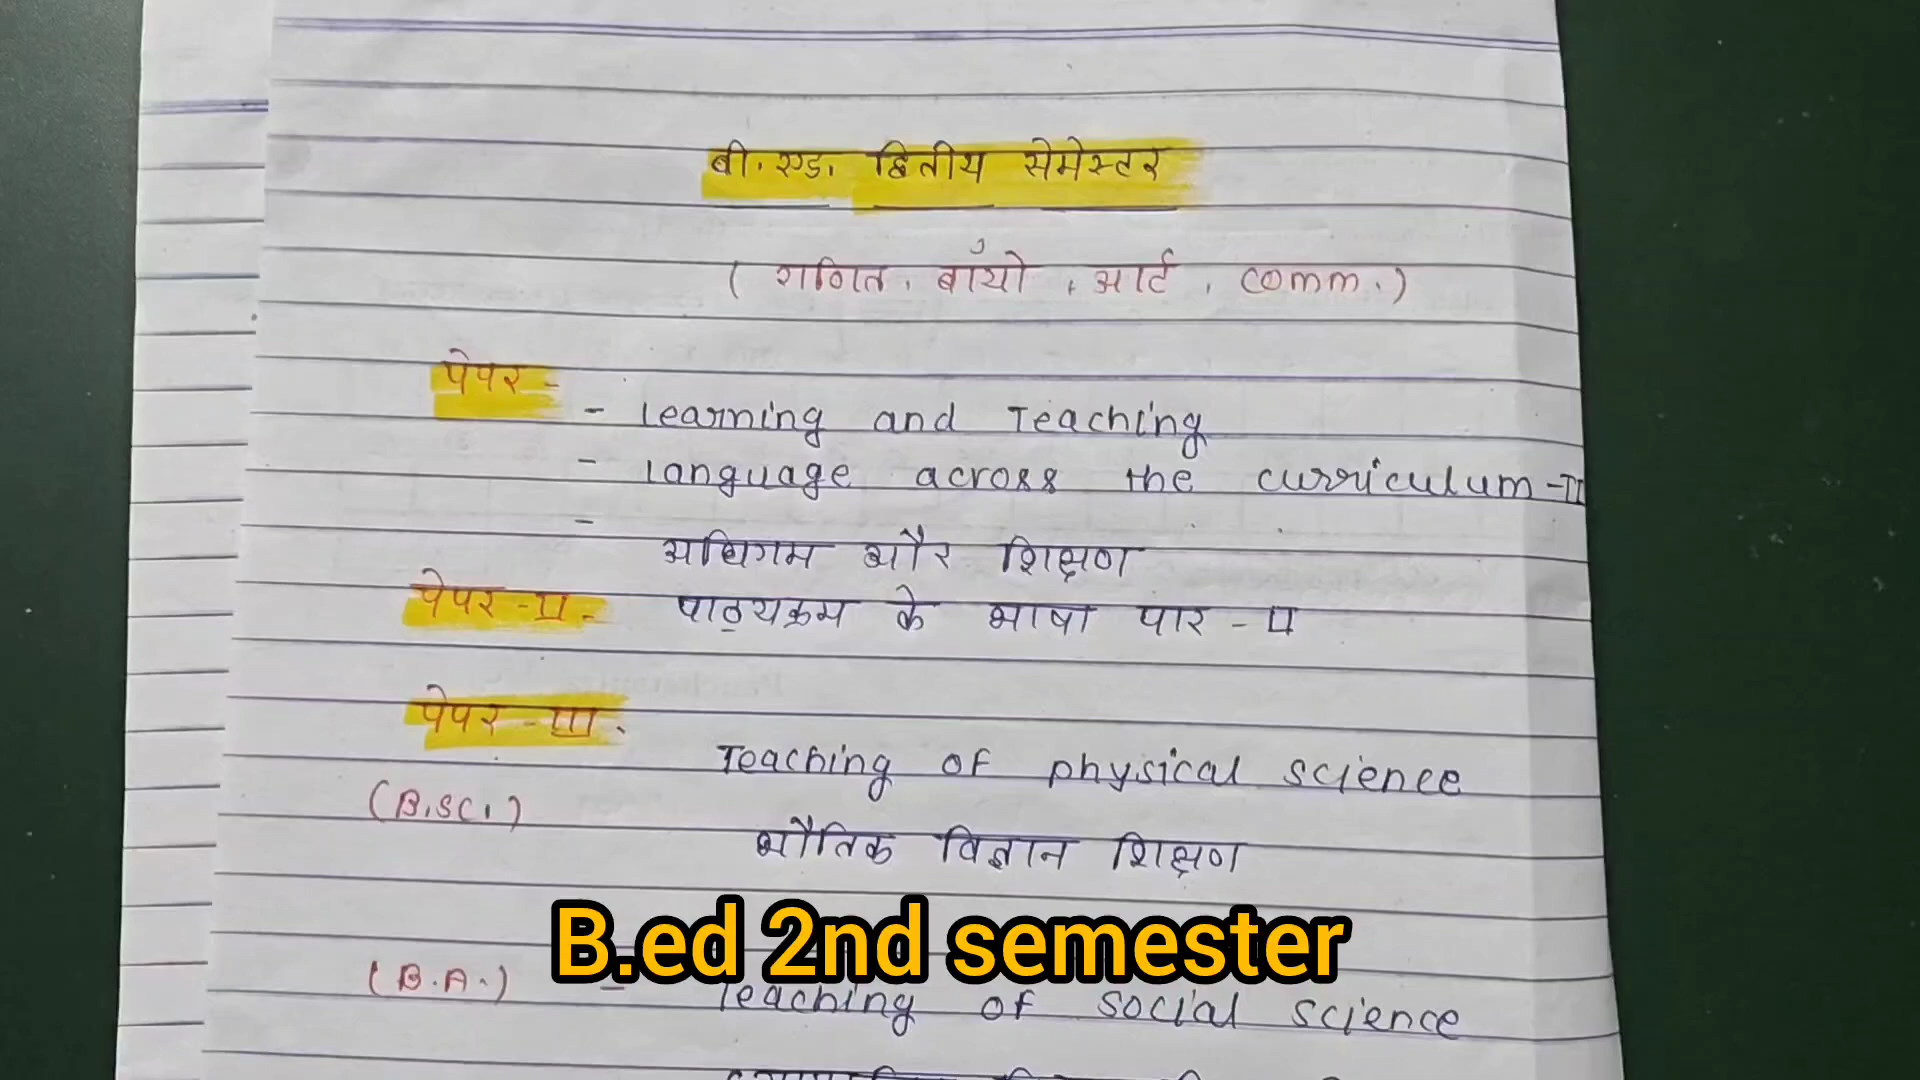 बी.एड. द्वितीय सेमेस्टर
( गणित, बॉयो, आर्ट, comm.)
पेपर -
- Learning and Teaching
- Language across the curriculum-II
- अधिगम और शिक्षण
पेपर-II- पाठ्यक्रम के भाषा पार - II
पेपर-III.
Teaching of physical science
(B.SC.)
भौतिक विज्ञान शिक्षण
B.ed 2nd semester
(B.A.) - Teaching of social science